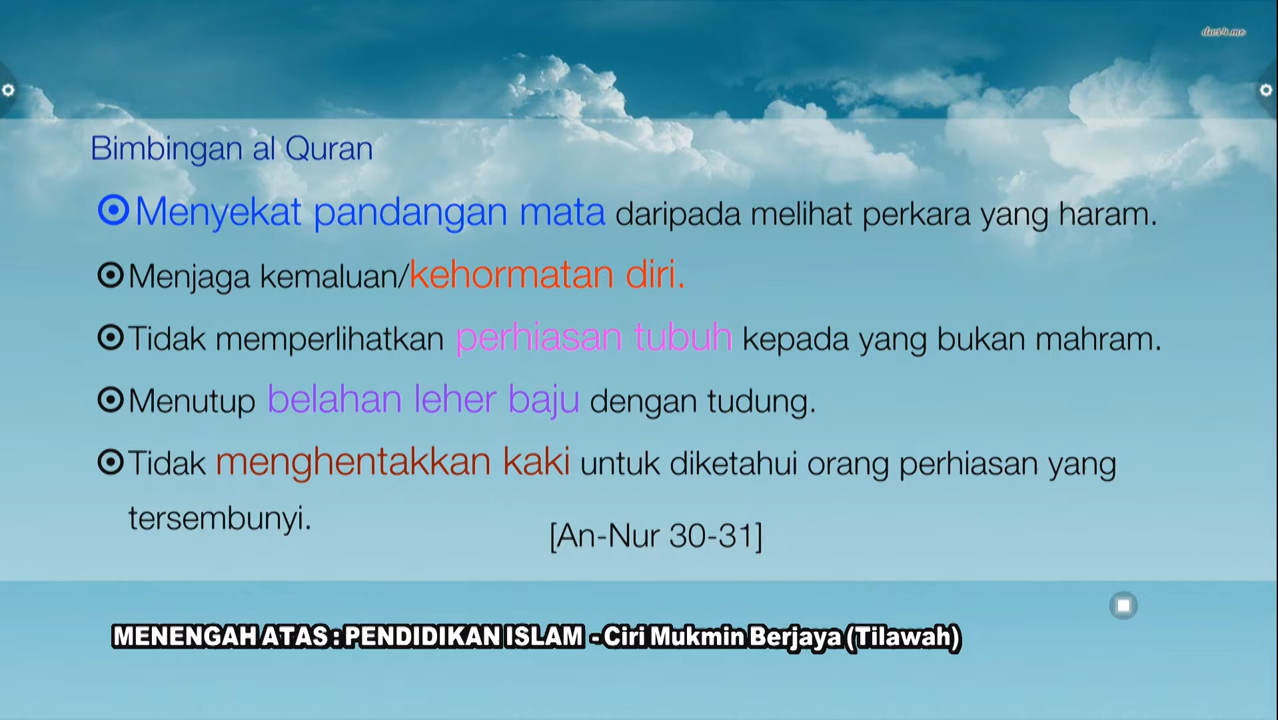 Bimbingan al Quran
Menyekat pandangan mata daripada melihat perkara yang haram.
Menjaga kemaluan/kehormatan diri.
Tidak memperlihatkan perhiasan tubuh kepada yang bukan mahram.
Menutup belahan leher baju dengan tudung.
Tidak menghentakkan kaki untuk diketahui orang perhiasan yang
tersembunyi.
[An-Nur 30-31]
MENENGAH ATAS : PENDIDIKAN ISLAM - Ciri Mukmin Berjaya (Tilawah)